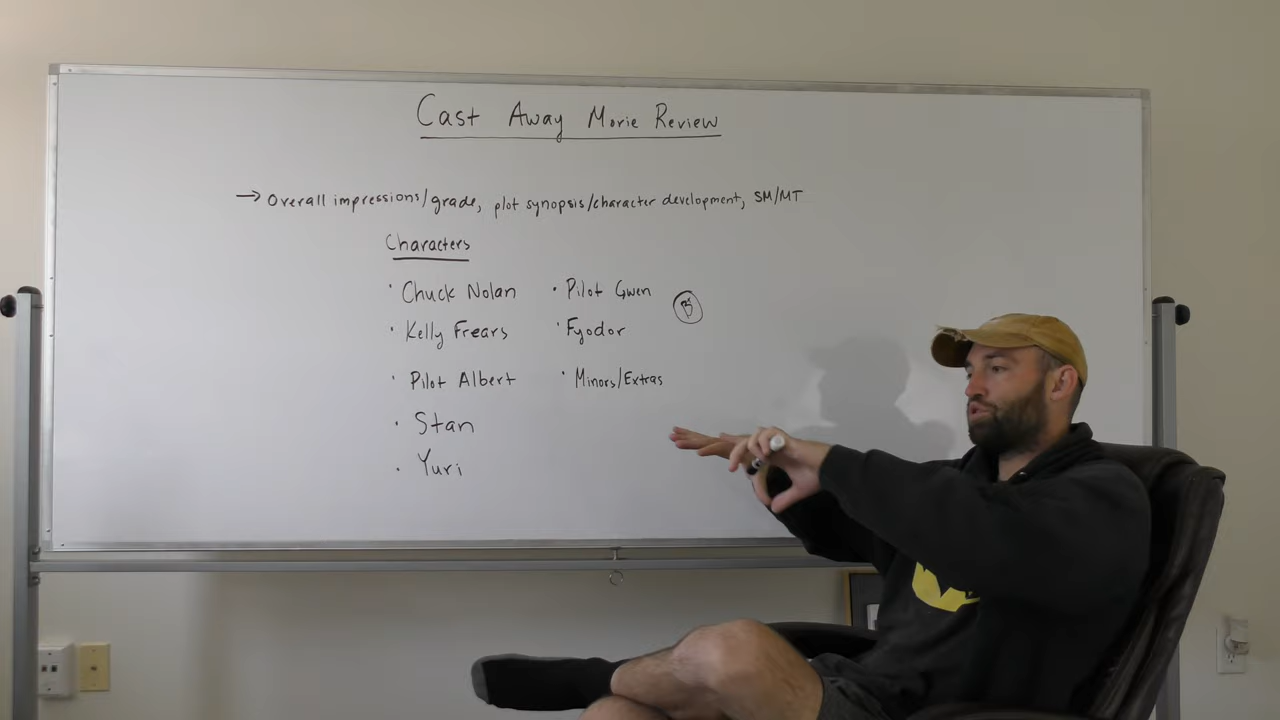 Cast Away Movie Review
→ Overall impressions/grade, plot synopsis/character development, SM/MT
Characters
· Chuck Nolan
· Kelly Frears
· Pilot Albert
· Stan
· Yuri
· Pilot Gwen
· Fyodor
· Minors/Extras